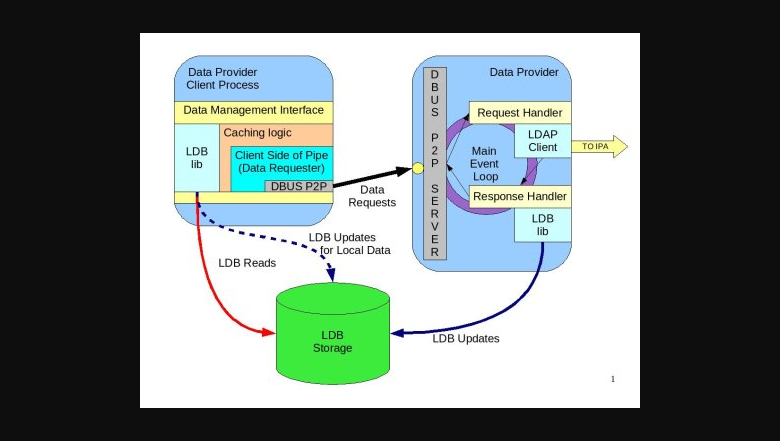 Data Provider
Client Process
Data Management Interface
LDB
lib
Caching logic
Client Side of Pipe
(Data Requester)
DBUS P2P
Data
Requests
DBUS P2P SERVER
Data Provider
Request Handler
LDAP
Client
Main
Event
Loop
Response Handler
LDB
lib
TO IPA
LDB Updates
for Local Data
LDB Reads
LDB
Storage
LDB Updates
1